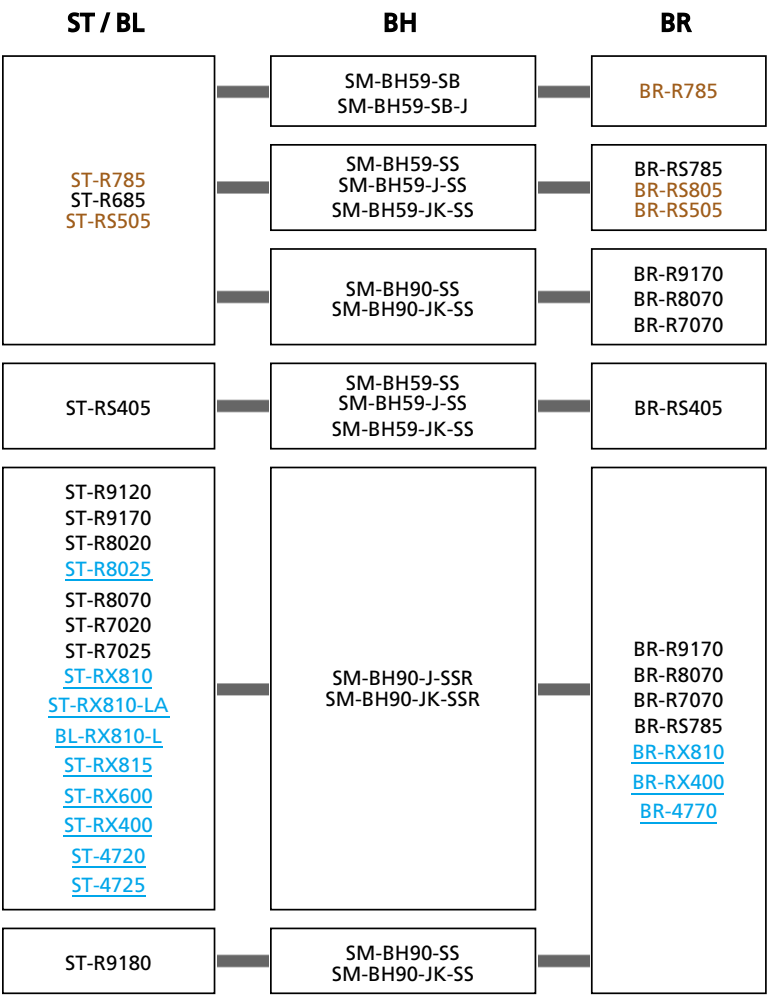 ST / BL
BH
BR
ST-R785
ST-R685
ST-RS505
SM-BH59-SB
SM-BH59-SB-J
BR-R785
SM-BH59-SS
SM-BH59-J-SS
SM-BH59-JK-SS
BR-RS785
BR-RS805
BR-RS505
SM-BH90-SS
SM-BH90-JK-SS
BR-R9170
BR-R8070
BR-R7070
ST-RS405
SM-BH59-SS
SM-BH59-J-SS
SM-BH59-JK-SS
BR-RS405
ST-R9120
ST-R9170
ST-R8020
ST-R8025
ST-R8070
ST-R7020
ST-R7025
ST-RX810
ST-RX810-LA
BL-RX810-L
ST-RX815
ST-RX600
ST-RX400
ST-4720
ST-4725
SM-BH90-J-SSR
SM-BH90-JK-SSR
BR-R9170
BR-R8070
BR-R7070
BR-RS785
BR-RX810
BR-RX400
BR-4770
ST-R9180
SM-BH90-SS
SM-BH90-JK-SS